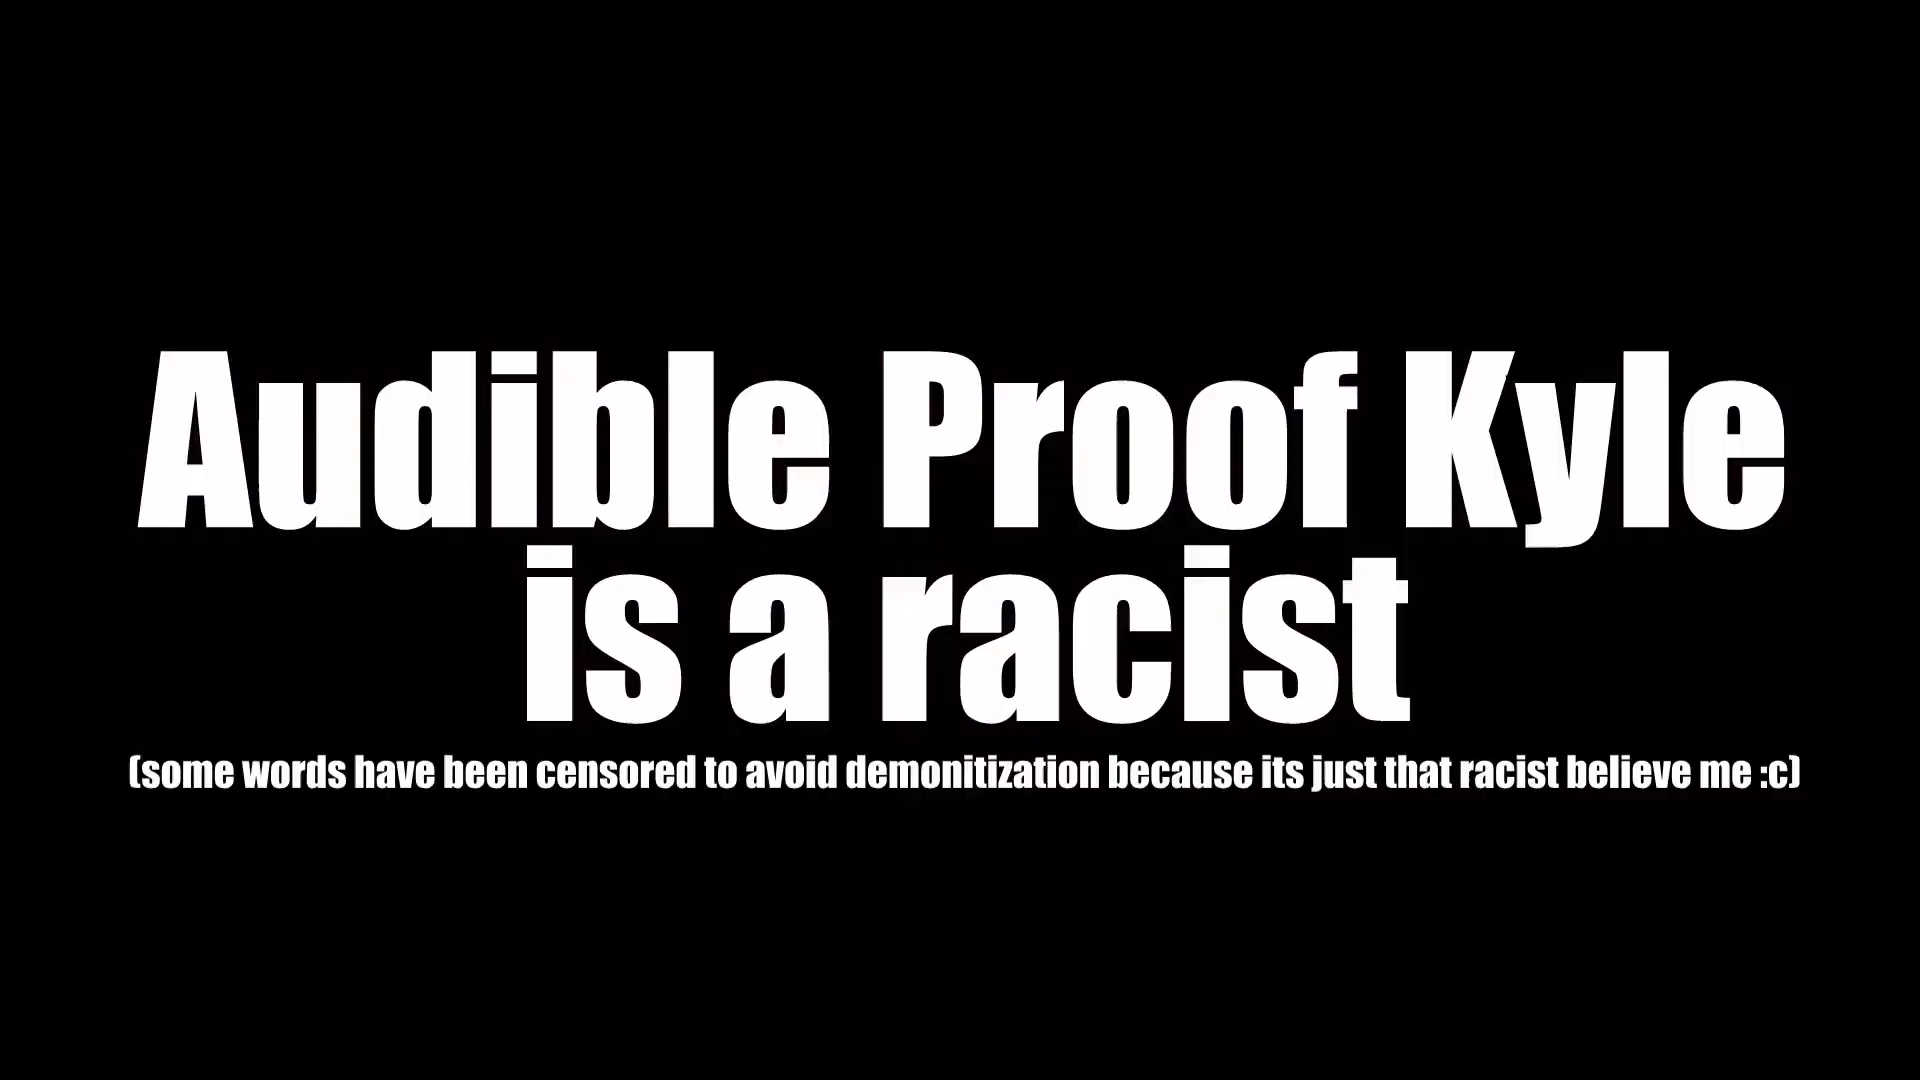 Audible Proof Kyle
is a racist
(some words have been censored to avoid demonitization because its just that racist believe me :c)